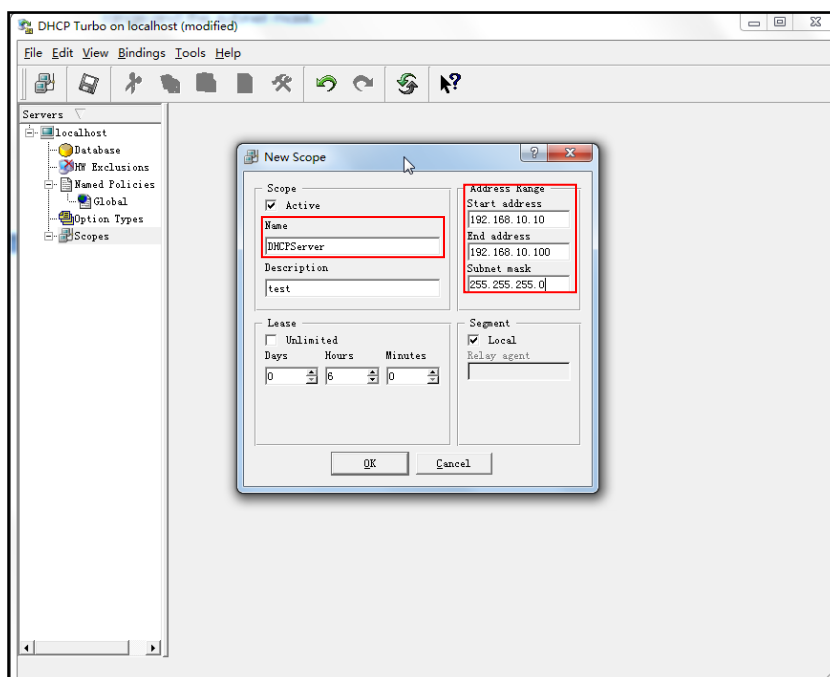 DHCP Turbo on localhost (modified)
File Edit View Bindings Tools Help
Servers
localhost
Database
HW Exclusions
Named Policies
Global
Option Types
Scopes
New Scope
Scope
Active
Name
DHCPServer
Description
test
Address Range
Start address
192.168.10.10
End address
192.168.10.100
Subnet mask
255.255.255.0
Lease
Unlimited
Days Hours Minutes
0 6 0
Segment
Local
Relay agent
OK Cancel